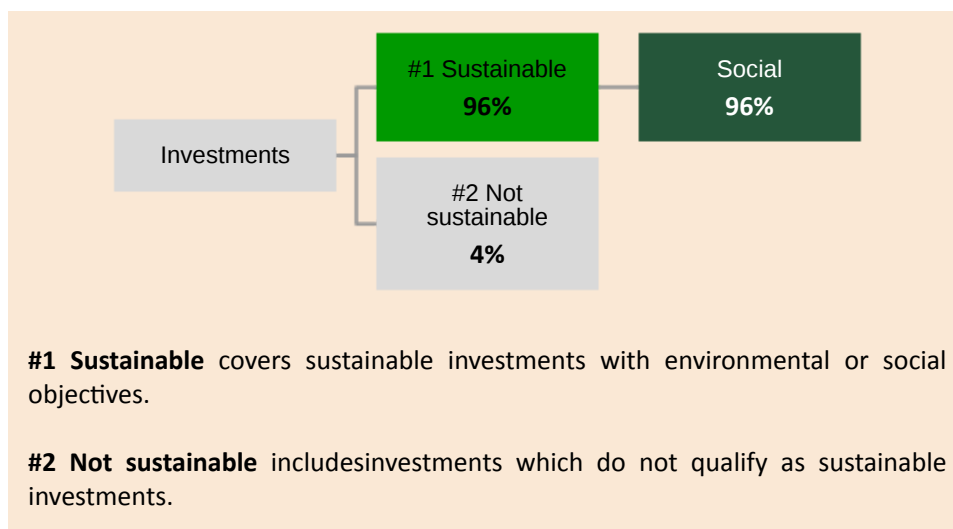 #1 Sustainable
96%
Social
96%
Investments
#2 Not
sustainable
4%
#1 Sustainable covers sustainable investments with environmental or social
objectives.
#2 Not sustainable includesinvestments which do not qualify as sustainable
investments.